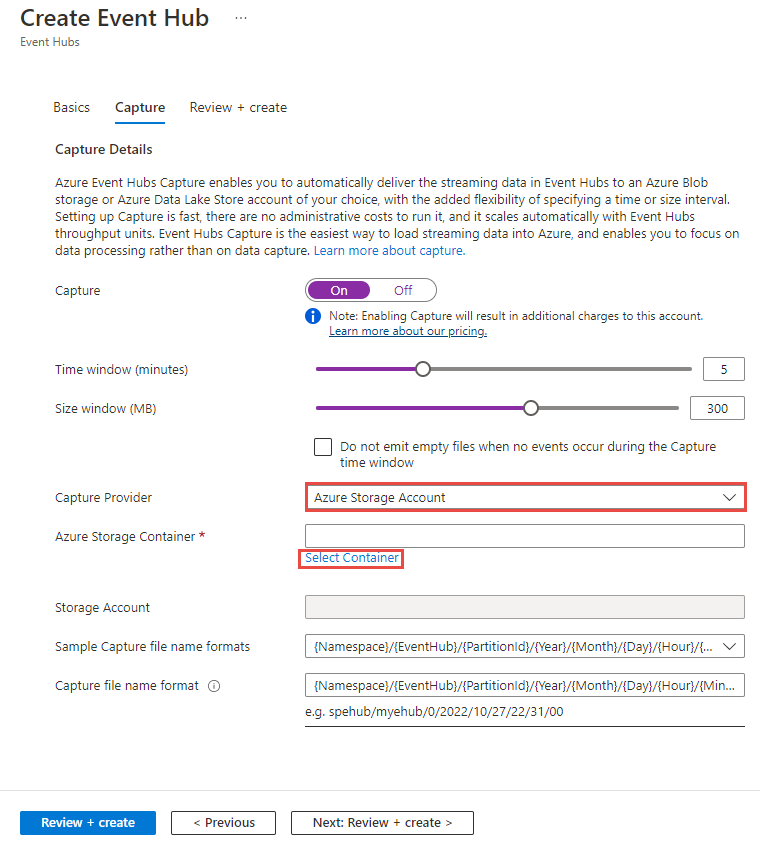 Create Event Hub ...
Event Hubs
Basics Capture Review + create
Capture Details
Azure Event Hubs Capture enables you to automatically deliver the streaming data in Event Hubs to an Azure Blob
storage or Azure Data Lake Store account of your choice, with the added flexibility of specifying a time or size interval.
Setting up Capture is fast, there are no administrative costs to run it, and it scales automatically with Event Hubs
throughput units. Event Hubs Capture is the easiest way to load streaming data into Azure, and enables you to focus on
data processing rather than on data capture. Learn more about capture.
Capture On Off
Note: Enabling Capture will result in additional charges to this account.
Learn more about our pricing.
Time window (minutes) 5
Size window (MB) 300
Do not emit empty files when no events occur during the Capture
time window
Capture Provider Azure Storage Account
Azure Storage Container *
Select Container
Storage Account
Sample Capture file name formats {Namespace}/{EventHub}/{PartitionId}/{Year}/{Month}/{Day}/{Hour}/{...
Capture file name format {Namespace}/{EventHub}/{PartitionId}/{Year}/{Month}/{Day}/{Hour}/{Min...
e.g. spehub/myehub/0/2022/10/27/22/31/00
Review + create < Previous Next: Review + create >